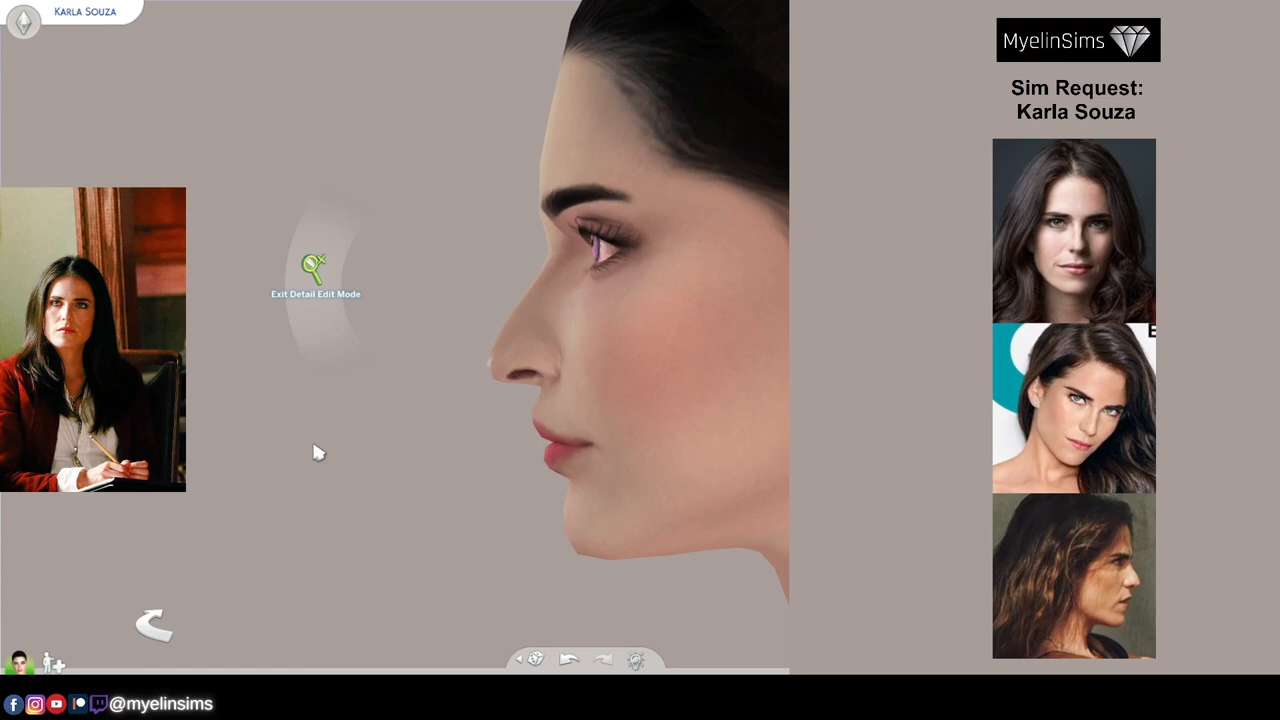 Karla Souza
Exit Detail Edit Mode
MyelinSims
Sim Request:
Karla Souza
@myelinsims